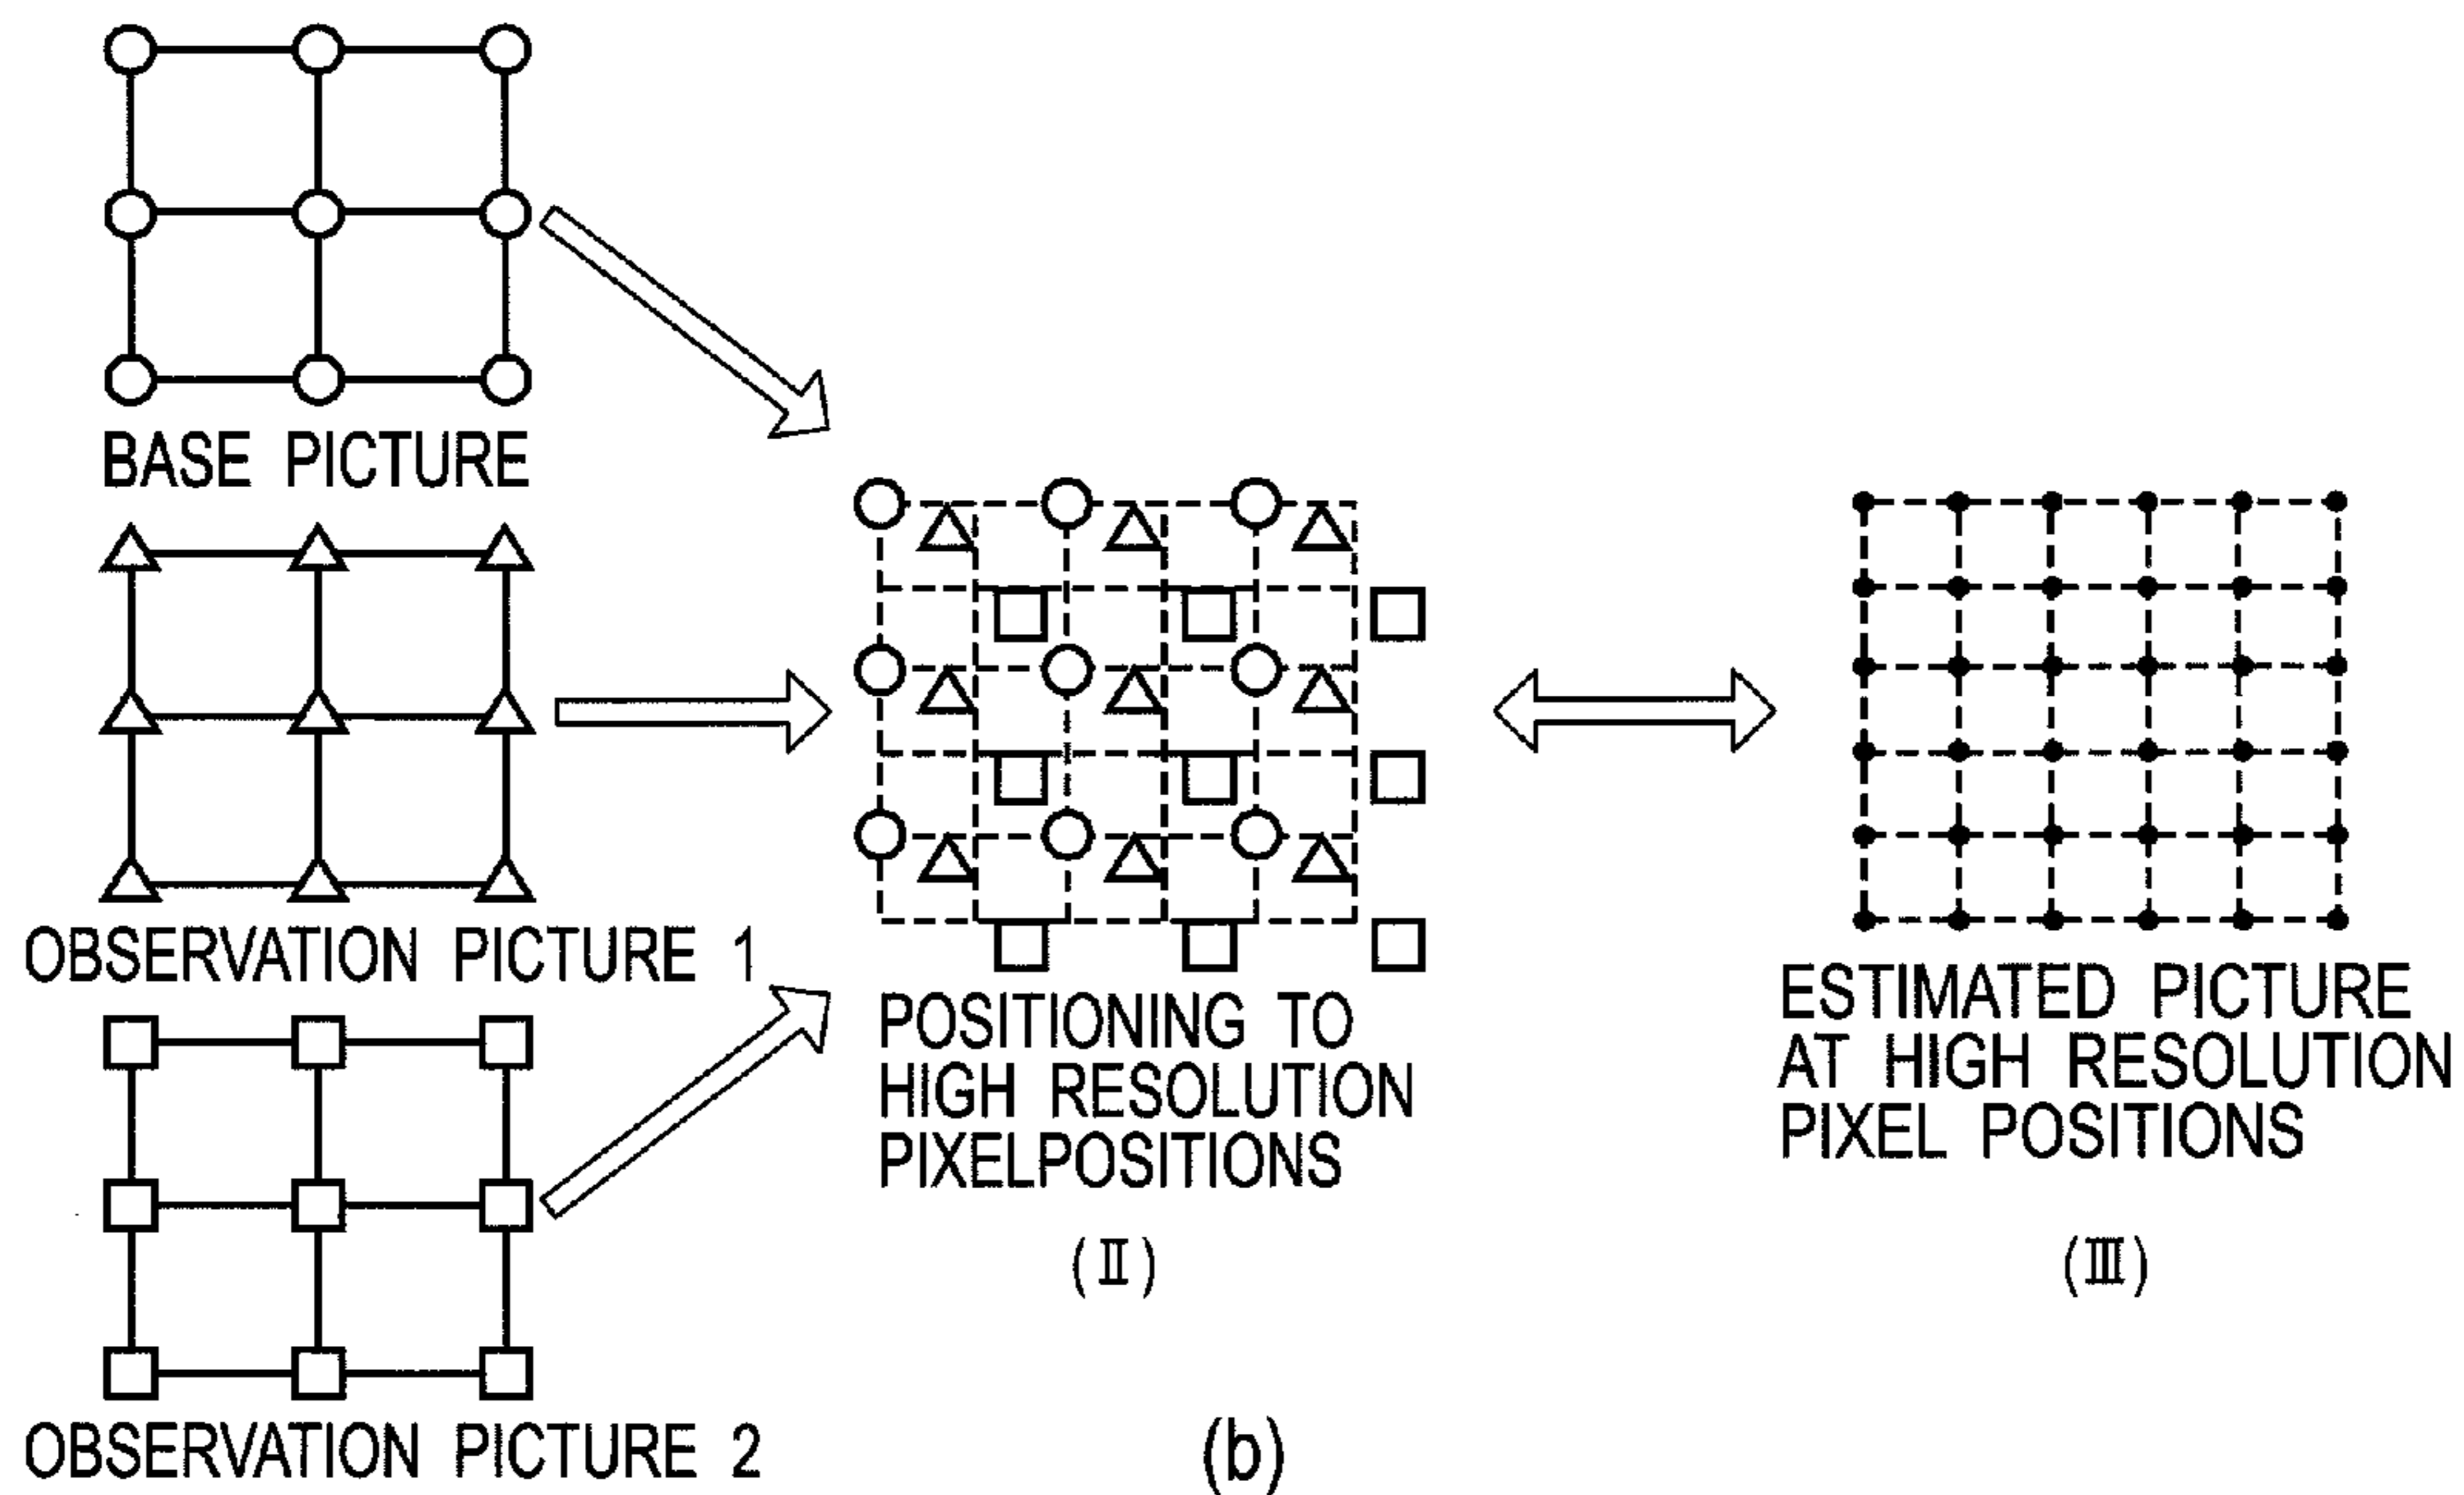 BASE PICTURE
OBSERVATION PICTURE 1
OBSERVATION PICTURE 2
POSITIONING TO
HIGH RESOLUTION
PIXELPOSITIONS
(II)
ESTIMATED PICTURE
AT HIGH RESOLUTION
PIXEL POSITIONS
(III)
(b)